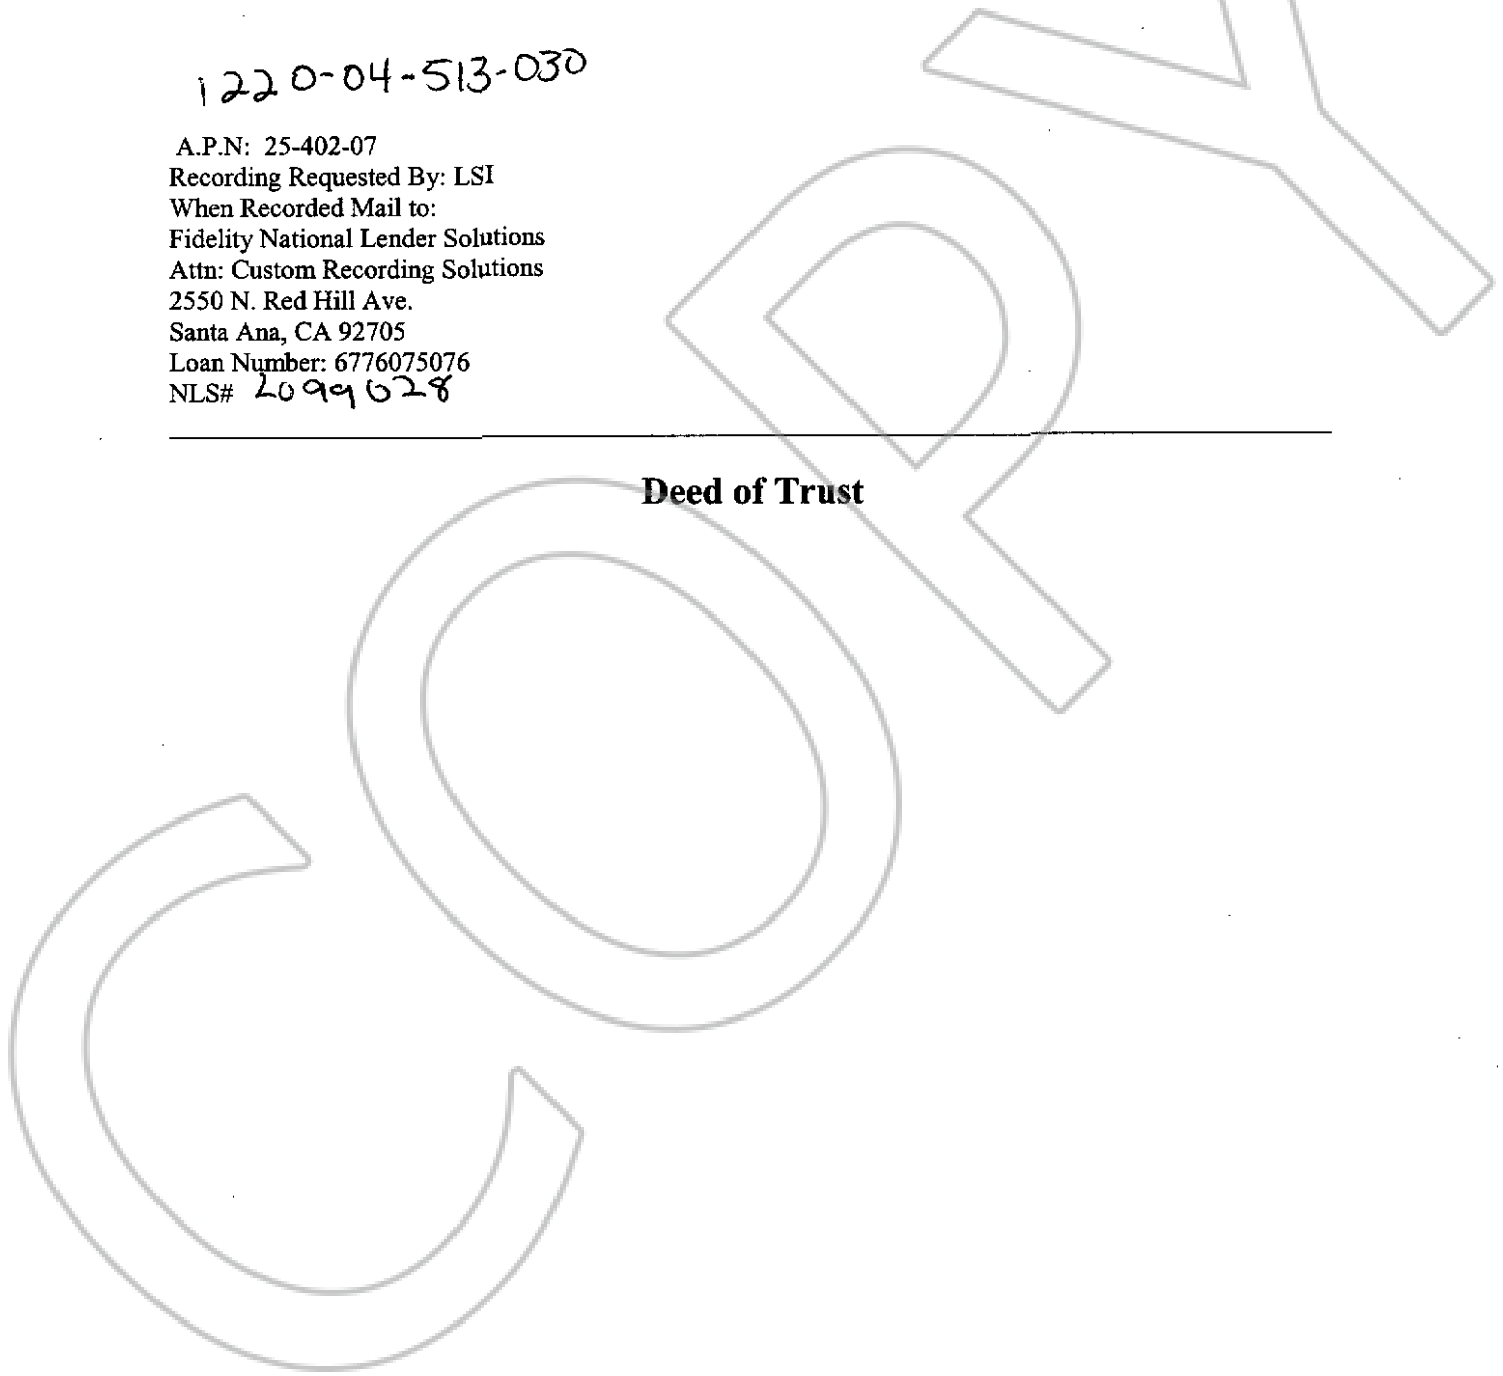 1220-04-513-030
A.P.N: 25-402-07
Recording Requested By: LSI
When Recorded Mail to:
Fidelity National Lender Solutions
Attn: Custom Recording Solutions
2550 N. Red Hill Ave.
Santa Ana, CA 92705
Loan Number: 6776075076
NLS# 2099628
Deed of Trust
COPY